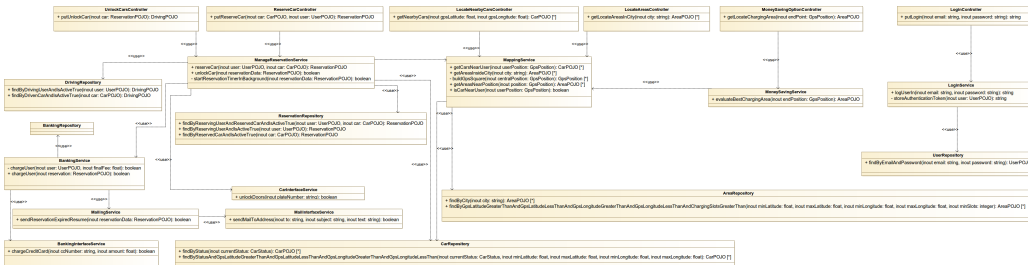 UnlockCarsController
+ putUnlockCar(inout car: ReservationPOJO): DrivingPOJO
ReserveCarController
+ putReserveCar(inout car: CarPOJO, inout user: UserPOJO): ReservationPOJO
LocateNearbyCarsController
+ getNearbyCars(inout gpsLatitude: float, inout gpsLongitude: float): CarPOJO [*]
LocateAreasController
+ getLocateAreasInCity(inout city: string): AreaPOJO [*]
MoneySavingOptionController
+ getLocateChargingArea(inout endPoint: GpsPosition): AreaPOJO
LoginController
+ putLogin(inout email: string, inout password: string): string
<<use>>
<<use>>
<<use>>
<<use>>
<<use>>
<<use>>
ManageReservationService
+ reserveCar(inout user: UserPOJO, inout car: CarPOJO): ReservationPOJO
- unlockCar(inout reservationData: ReservationPOJO): boolean
- startReservationTimerInBackground(inout reservationData: ReservationPOJO): boolean
MappingService
+ getCarsNearUser(inout userPosition: GpsPosition): CarPOJO [*]
+ getAreasInsideCity(inout city: string): AreaPOJO [*]
- buildGpsSquare(inout centralPosition: GpsPosition): GpsPosition [*]
+ getAreasNearPosition(inout position: GpsPosition): AreaPOJO [*]
+ isCarNearUser(inout userPosition: GpsPosition): boolean
DrivingRepository
+ findByDrivingUserAndIsActiveTrue(inout user: UserPOJO): DrivingPOJO
+ findByDrivenCarAndIsActiveTrue(inout car: CarPOJO): DrivingPOJO
MoneySavingService
+ evaluateBestChargingArea(inout endPosition: GpsPosition): AreaPOJO
LoginService
+ logUserIn(inout email: string, inout password: string): string
- storeAuthenticationToken(inout user: UserPOJO): string
ReservationRepository
+ findByReservingUserAndReservedCarAndIsActiveTrue(inout user: UserPOJO, inout car: CarPOJO): ReservationPOJO
+ findByReservingUserAndIsActiveTrue(inout user: UserPOJO): ReservationPOJO
+ findByReservedCarAndIsActiveTrue(inout car: CarPOJO): ReservationPOJO
BankingRepository
BankingService
- chargeUser(inout user: UserPOJO, inout finalFee: float): boolean
+ chargeUser(inout reservation: ReservationPOJO): boolean
UserRepository
+ findByEmailAndPassword(inout email: string, inout password: string): UserPOJO
CarInterfaceService
+ unlockDoors(inout plateNumber: string): boolean
AreaRepository
+ findByCity(inout city: string): AreaPOJO [*]
+ findByGpsLatitudeGreaterThanAndGpsLatitudeLessThanAndGpsLongitudeGreaterThanAndGpsLongitudeLessThanAndChargingSlotsGreaterThan(inout minLatitude: float, inout maxLatitude: float, inout minLongitude: float, inout maxLongitude: float, inout minSlots: integer): AreaPOJO [*]
MailingService
+ sendReservationExpiredResume(inout reservationData: ReservationPOJO): boolean
MailInterfaceService
+ sendMailToAddress(inout to: string, inout subject: string, inout text: string): boolean
BankingInterfaceService
+ chargeCreditCard(inout ccNumber: string, inout amount: float): boolean
CarRepository
+ findByStatus(inout currentStatus: CarStatus): CarPOJO [*]
+ findByStatusAndGpsLatitudeGreaterThanAndGpsLatitudeLessThanAndGpsLongitudeGreaterThanAndGpsLongitudeLessThan(inout currentStatus: CarStatus, inout minLatitude: float, inout maxLatitude: float, inout minLongitude: float, inout maxLongitude: float): CarPOJO [*]